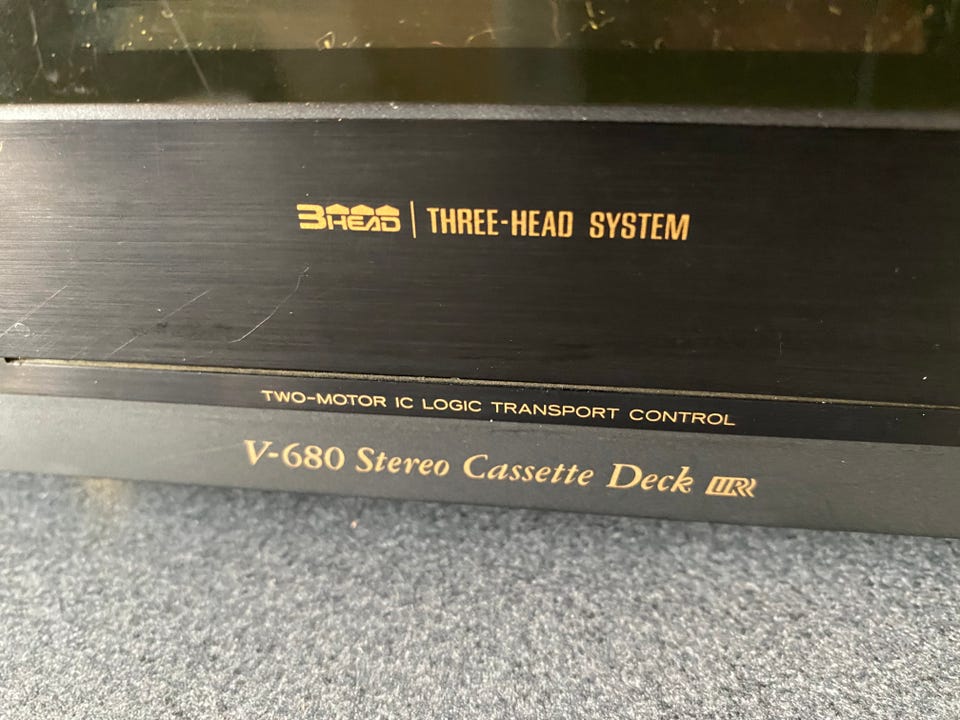 3HEAD | THREE-HEAD SYSTEM
TWO-MOTOR IC LOGIC TRANSPORT CONTROL
V-680 Stereo Cassette Deck